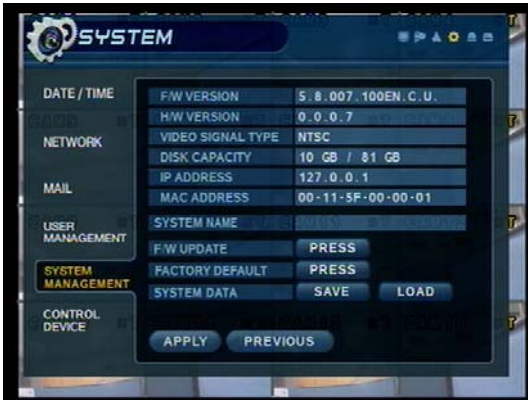 SYSTEM
DATE / TIME
NETWORK
MAIL
USER
MANAGEMENT
SYSTEM
MANAGEMENT
CONTROL
DEVICE
F/W VERSION 5.8.007.100EN.C.U.
H/W VERSION 0.0.0.7
VIDEO SIGNAL TYPE NTSC
DISK CAPACITY 10 GB / 81 GB
IP ADDRESS 127.0.0.1
MAC ADDRESS 00-11-5F-00-00-01
SYSTEM NAME
F/W UPDATE PRESS
FACTORY DEFAULT PRESS
SYSTEM DATA SAVE LOAD
APPLY PREVIOUS